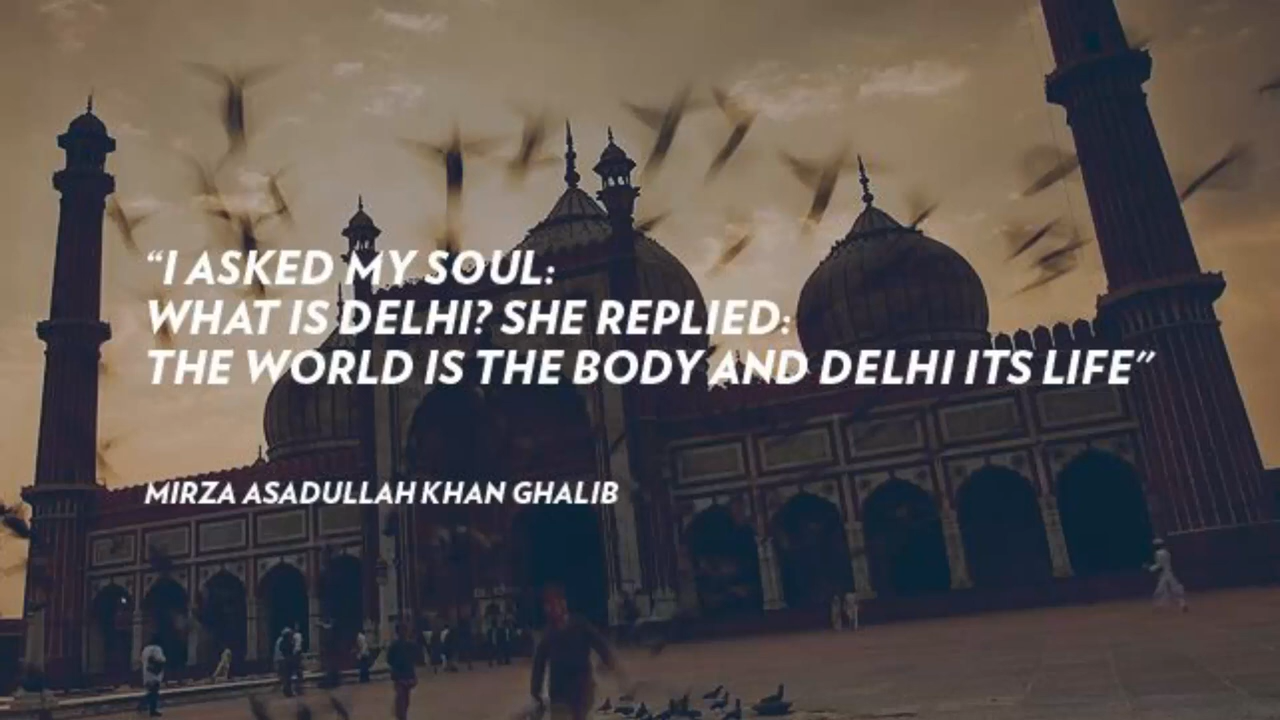 “I ASKED MY SOUL:
WHAT IS DELHI? SHE REPLIED:
THE WORLD IS THE BODY AND DELHI ITS LIFE”
MIRZA ASADULLAH KHAN GHALIB